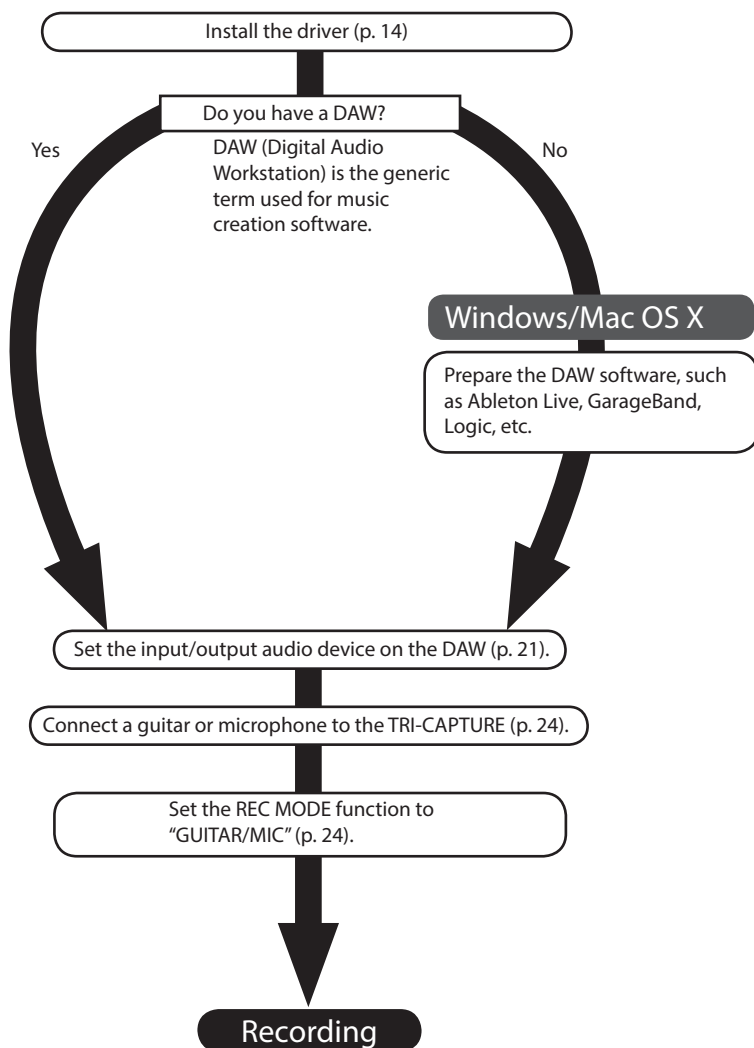 Install the driver (p. 14)
Do you have a DAW?
Yes
DAW (Digital Audio
Workstation) is the generic
term used for music
creation software.
No
Windows/Mac OS X
Prepare the DAW software, such
as Ableton Live, GarageBand,
Logic, etc.
Set the input/output audio device on the DAW (p. 21).
Connect a guitar or microphone to the TRI-CAPTURE (p. 24).
Set the REC MODE function to
“GUITAR/MIC” (p. 24).
Recording